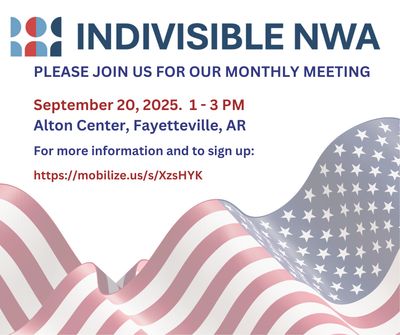 INDIVISIBLE NWA
PLEASE JOIN US FOR OUR MONTHLY MEETING
September 20, 2025. 1 - 3 PM
Alton Center, Fayetteville, AR
For more information and to sign up:
https://mobilize.us/s/XzsHYK